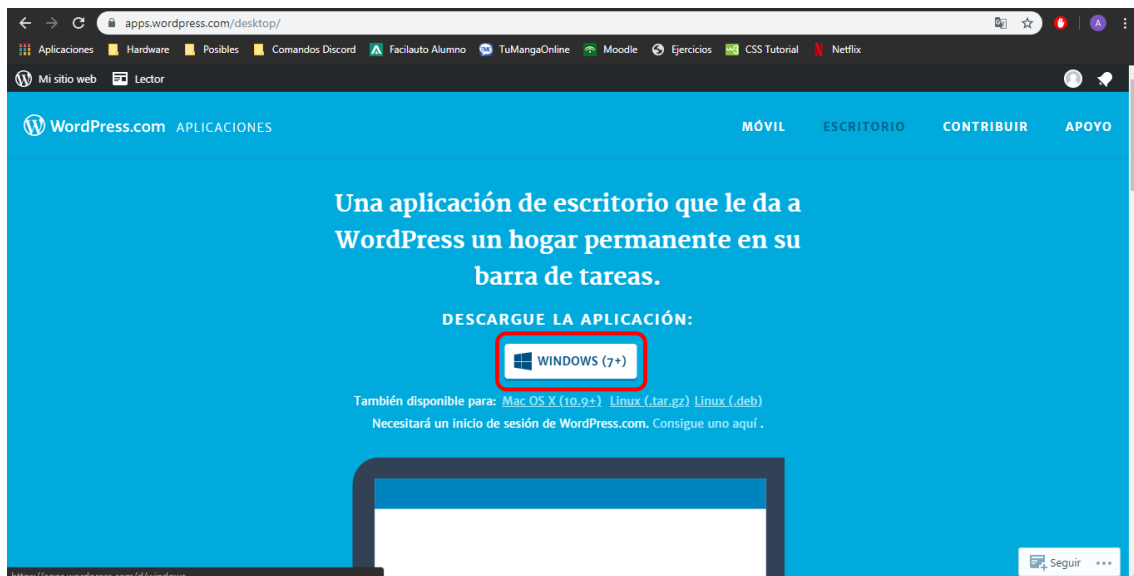 apps.wordpress.com/desktop/
Aplicaciones Hardware Posibles Comandos Discord Facilauto Alumno TuMangaOnline Moodle Ejercicios CSS Tutorial Netflix
Mi sitio web Lector
WordPress.com APLICACIONES MÓVIL ESCRITORIO CONTRIBUIR APOYO
Una aplicación de escritorio que le da a
WordPress un hogar permanente en su
barra de tareas.
DESCARGUE LA APLICACIÓN:
WINDOWS (7+)
También disponible para: Mac OS X (10.9+) Linux (.tar.gz) Linux (.deb)
Necesitará un inicio de sesión de WordPress.com. Consigue uno aquí .
Seguir